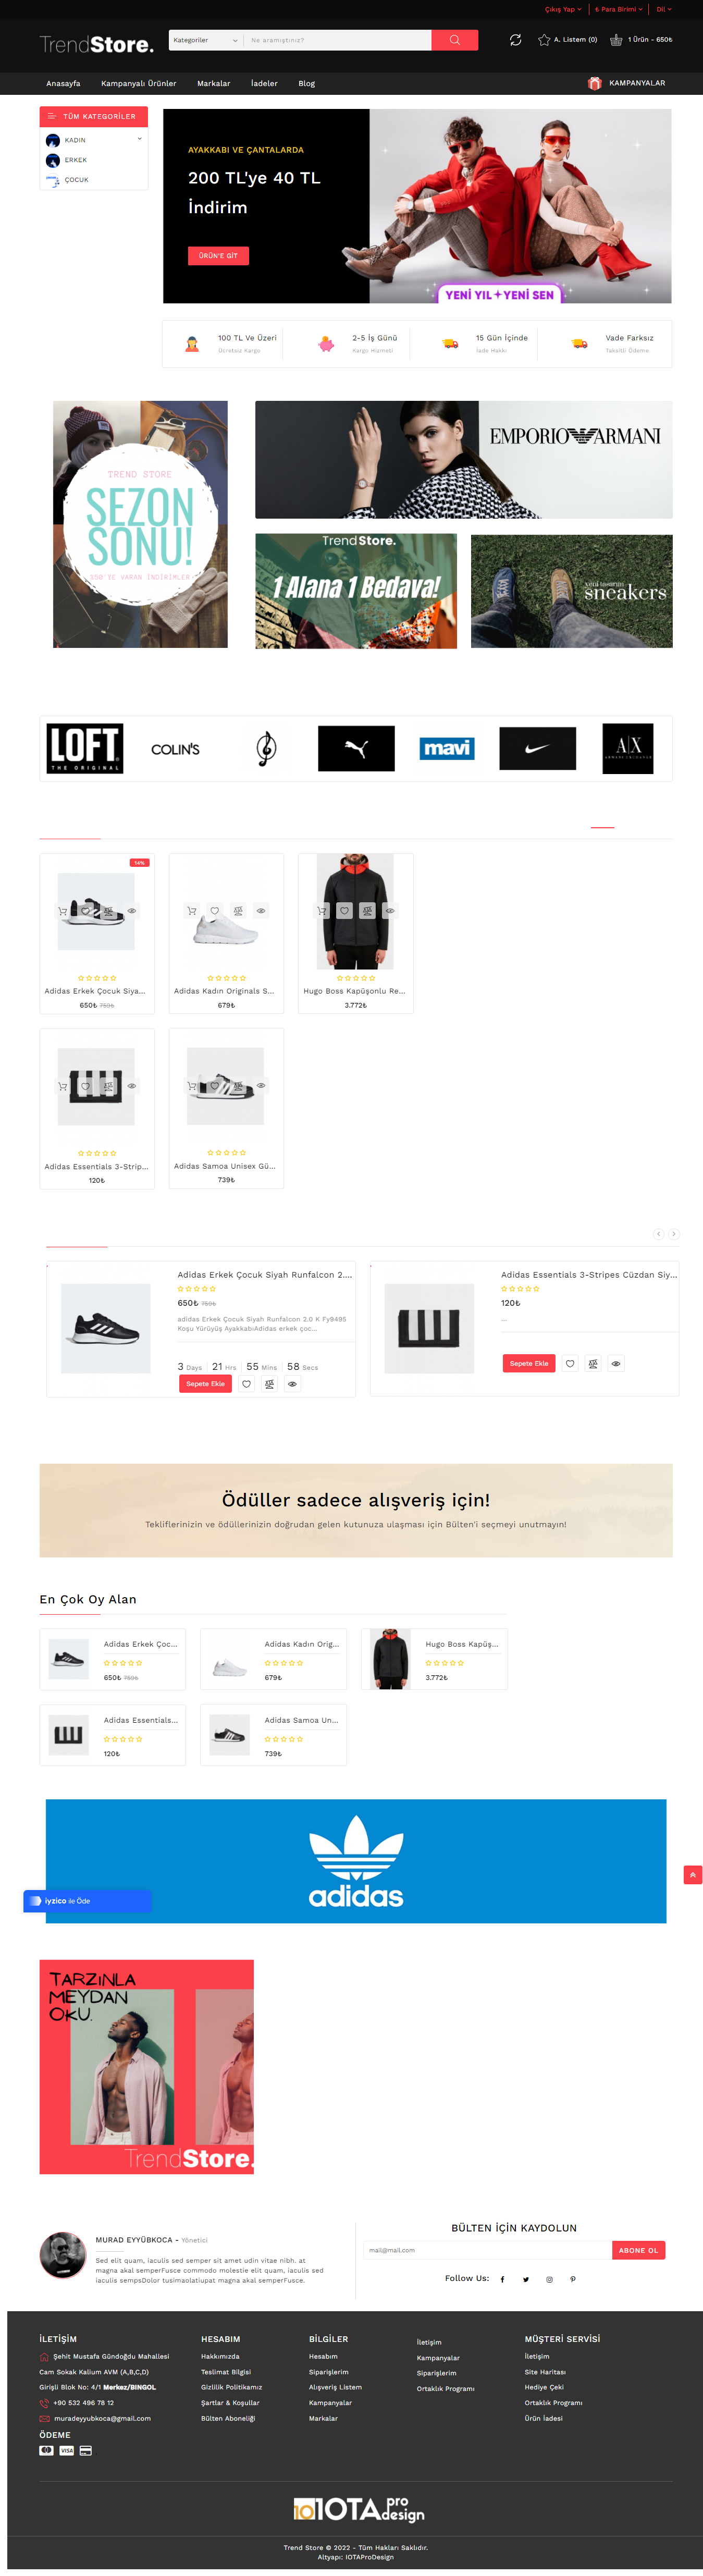 Çıkış Yap
₺ Para Birimi
Dil
TrendStore.
Kategoriler
Ne aramıştınız?
A. Listem (0)
1 Ürün - 650₺
Anasayfa
Kampanyalı Ürünler
Markalar
İadeler
Blog
KAMPANYALAR
TÜM KATEGORİLER
KADIN
ERKEK
ÇOCUK
AYAKKABI VE ÇANTALARDA
200 TL'ye 40 TL
İndirim
ÜRÜN'E GİT
YENİ YIL + YENİ SEN
100 TL Ve Üzeri
Ücretsiz Kargo
2-5 İş Günü
Kargo Hizmeti
15 Gün İçinde
İade Hakkı
Vade Farksız
Taksitli Ödeme
TREND STORE
SEZON
SONU!
%50'YE VARAN İNDİRİMLER
EMPORIO ARMANI
TrendStore.
1 Alana 1 Bedava!
yeni tasarım
sneakers
LOFT
THE ORIGINAL
COLIN'S
mavi
A|X
ARMANI EXCHANGE
14%
Adidas Erkek Çocuk Siya...
650₺ 759₺
Adidas Kadın Originals S...
679₺
Hugo Boss Kapüşonlu Re...
3.772₺
Adidas Essentials 3-Strip...
120₺
Adidas Samoa Unisex Gü...
739₺
Adidas Erkek Çocuk Siyah Runfalcon 2....
650₺ 759₺
adidas Erkek Çocuk Siyah Runfalcon 2.0 K Fy9495
Koşu Yürüyüş AyakkabıAdidas erkek çoc...
3 Days
21 Hrs
55 Mins
58 Secs
Sepete Ekle
Adidas Essentials 3-Stripes Cüzdan Siy...
120₺
...
Sepete Ekle
Ödüller sadece alışveriş için!
Tekliflerinizin ve ödüllerinizin doğrudan gelen kutunuza ulaşması için Bülten'i seçmeyi unutmayın!
En Çok Oy Alan
Adidas Erkek Çoc...
650₺ 759₺
Adidas Kadın Orig...
679₺
Hugo Boss Kapüş...
3.772₺
Adidas Essentials...
120₺
Adidas Samoa Un...
739₺
adidas
iyzico ile Öde
TARZINLA
MEYDAN
OKU.
TrendStore.
MURAD EYYÜBKOCA - Yönetici
Sed elit quam, iaculis sed semper sit amet udin vitae nibh. at
magna akal semperFusce commodo molestie elit quam, iaculis sed
iaculis sempsDolor tusimaolatiupat magna akal semperFusce.
BÜLTEN İÇİN KAYDOLUN
mail@mail.com
ABONE OL
Follow Us:
İLETİŞİM
Şehit Mustafa Gündoğdu Mahallesi
Cam Sokak Kalium AVM (A,B,C,D)
Girişli Blok No: 4/1 Merkez/BINGOL
+90 532 496 78 12
muradeyyubkoca@gmail.com
ÖDEME
VISA
HESABIM
Hakkımızda
Teslimat Bilgisi
Gizlilik Politikamız
Şartlar & Koşullar
Bülten Aboneliği
BİLGİLER
Hesabım
Siparişlerim
Alışveriş Listem
Kampanyalar
Markalar
İletişim
Kampanyalar
Siparişlerim
Ortaklık Programı
MÜŞTERİ SERVİSİ
İletişim
Site Haritası
Hediye Çeki
Ortaklık Programı
Ürün İadesi
IOTA pro
design
Trend Store © 2022 - Tüm Hakları Saklıdır.
Altyapı: IOTAProDesign